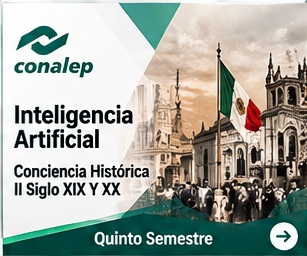 conalep
Inteligencia
Artificial
Conciencia Histórica
II Siglo XIX Y XX
Quinto Semestre